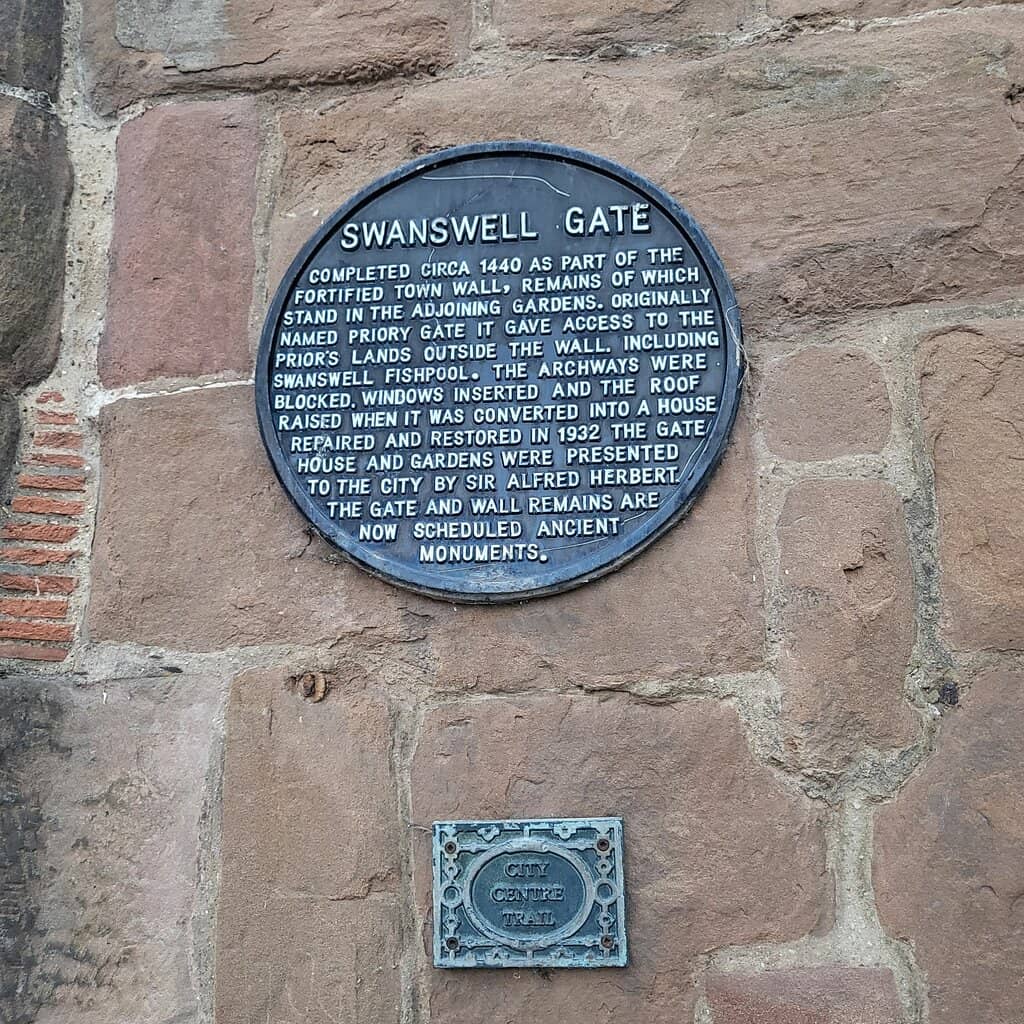 SWANSWELL GATE
COMPLETED CIRCA 1440 AS PART OF THE
FORTIFIED TOWN WALL, REMAINS OF WHICH
STAND IN THE ADJOINING GARDENS. ORIGINALLY
NAMED PRIORY GATE IT GAVE ACCESS TO THE
PRIOR'S LANDS OUTSIDE THE WALL. INCLUDING
SWANSWELL FISHPOOL. THE ARCHWAYS WERE
BLOCKED, WINDOWS INSERTED AND THE ROOF
RAISED WHEN IT WAS CONVERTED INTO A HOUSE
REPAIRED AND RESTORED IN 1932 THE GATE
HOUSE AND GARDENS WERE PRESENTED
TO THE CITY BY SIR ALFRED HERBERT.
THE GATE AND WALL REMAINS ARE
NOW SCHEDULED ANCIENT
MONUMENTS.
CITY
CENTRE
TRAIL